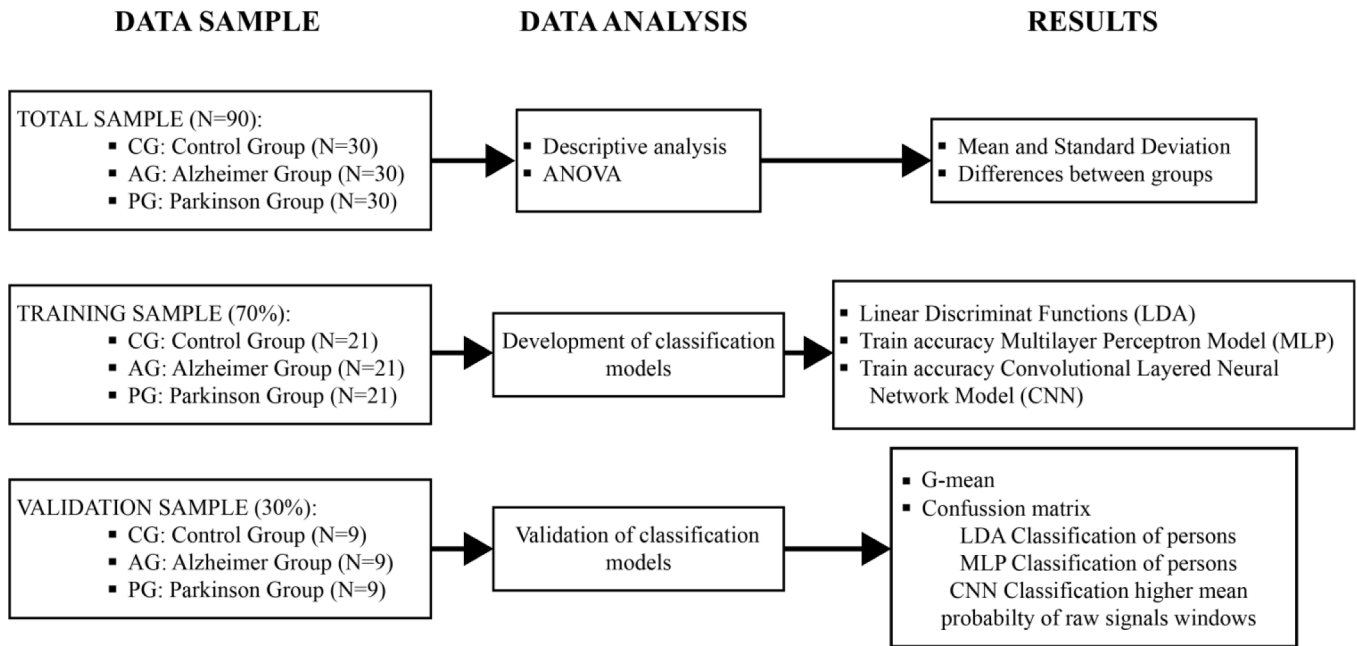 DATA SAMPLE
DATA ANALYSIS
RESULTS
TOTAL SAMPLE (N=90):
▪ CG: Control Group (N=30)
▪ AG: Alzheimer Group (N=30)
▪ PG: Parkinson Group (N=30)
▪ Descriptive analysis
▪ ANOVA
▪ Mean and Standard Deviation
▪ Differences between groups
TRAINING SAMPLE (70%):
▪ CG: Control Group (N=21)
▪ AG: Alzheimer Group (N=21)
▪ PG: Parkinson Group (N=21)
Development of classification
models
▪ Linear Discriminat Functions (LDA)
▪ Train accuracy Multilayer Perceptron Model (MLP)
▪ Train accuracy Convolutional Layered Neural
Network Model (CNN)
VALIDATION SAMPLE (30%):
▪ CG: Control Group (N=9)
▪ AG: Alzheimer Group (N=9)
▪ PG: Parkinson Group (N=9)
Validation of classification
models
▪ G-mean
▪ Confussion matrix
LDA Classification of persons
MLP Classification of persons
CNN Classification higher mean
probabilty of raw signals windows